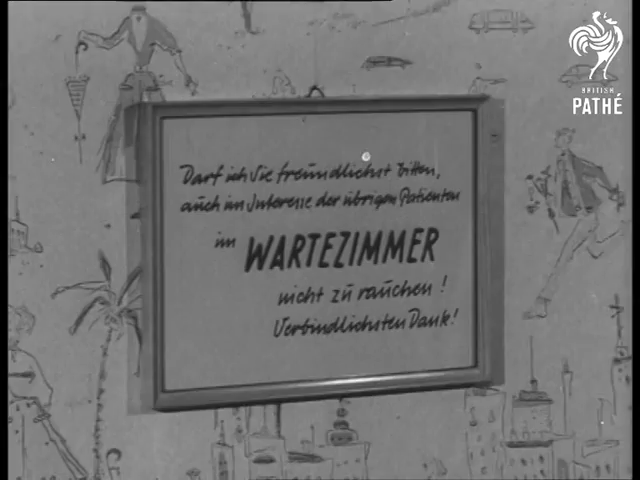 BRITISH
PATHÉ
Darf ich Sie freundlichst bitten,
auch im Interesse der übrigen Patienten
im WARTEZIMMER
nicht zu rauchen!
Verbindlichsten Dank!